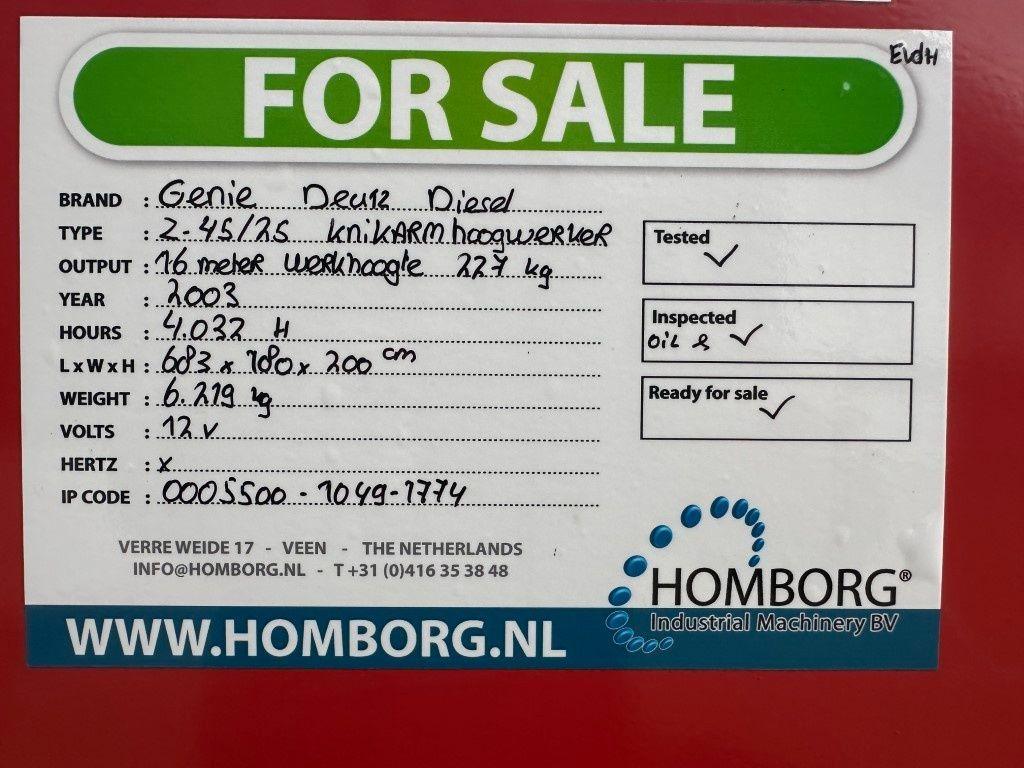 EvdH
FOR SALE
BRAND : Genie Deutz Diesel
TYPE : Z-45/25 knikARM hoogwerker
OUTPUT : 16 meter werkhoogte 227 kg
YEAR : 2003
HOURS : 4.032 H
L x W x H : 683 x 180 x 200 cm
WEIGHT : 6.219 kg
VOLTS : 12 v
HERTZ : x
IP CODE : 0005500 - 1049-1774
Tested ✓
Inspected
OiL & ✓
Ready for sale ✓
VERRE WEIDE 17 - VEEN - THE NETHERLANDS
INFO@HOMBORG.NL - T +31 (0)416 35 38 48
HOMBORG®
Industrial Machinery BV
WWW.HOMBORG.NL